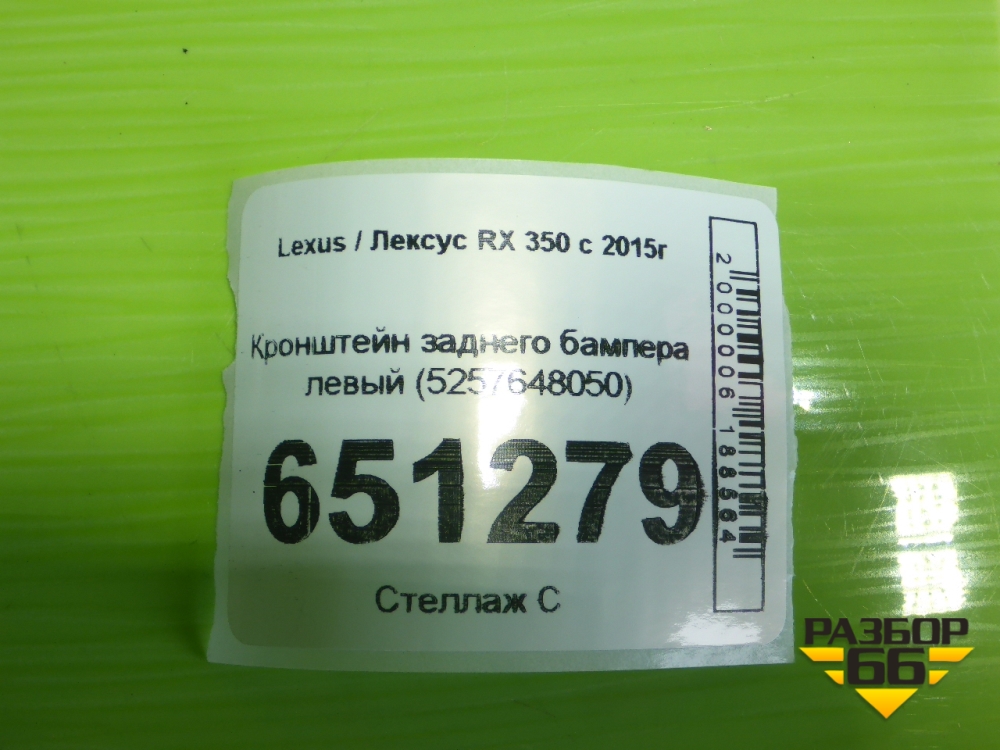 Lexus / Лексус RX 350 с 2015г
Кронштейн заднего бампера
левый (5257648050)
651279
Стеллаж С
2000006188564
РАЗБОР
66